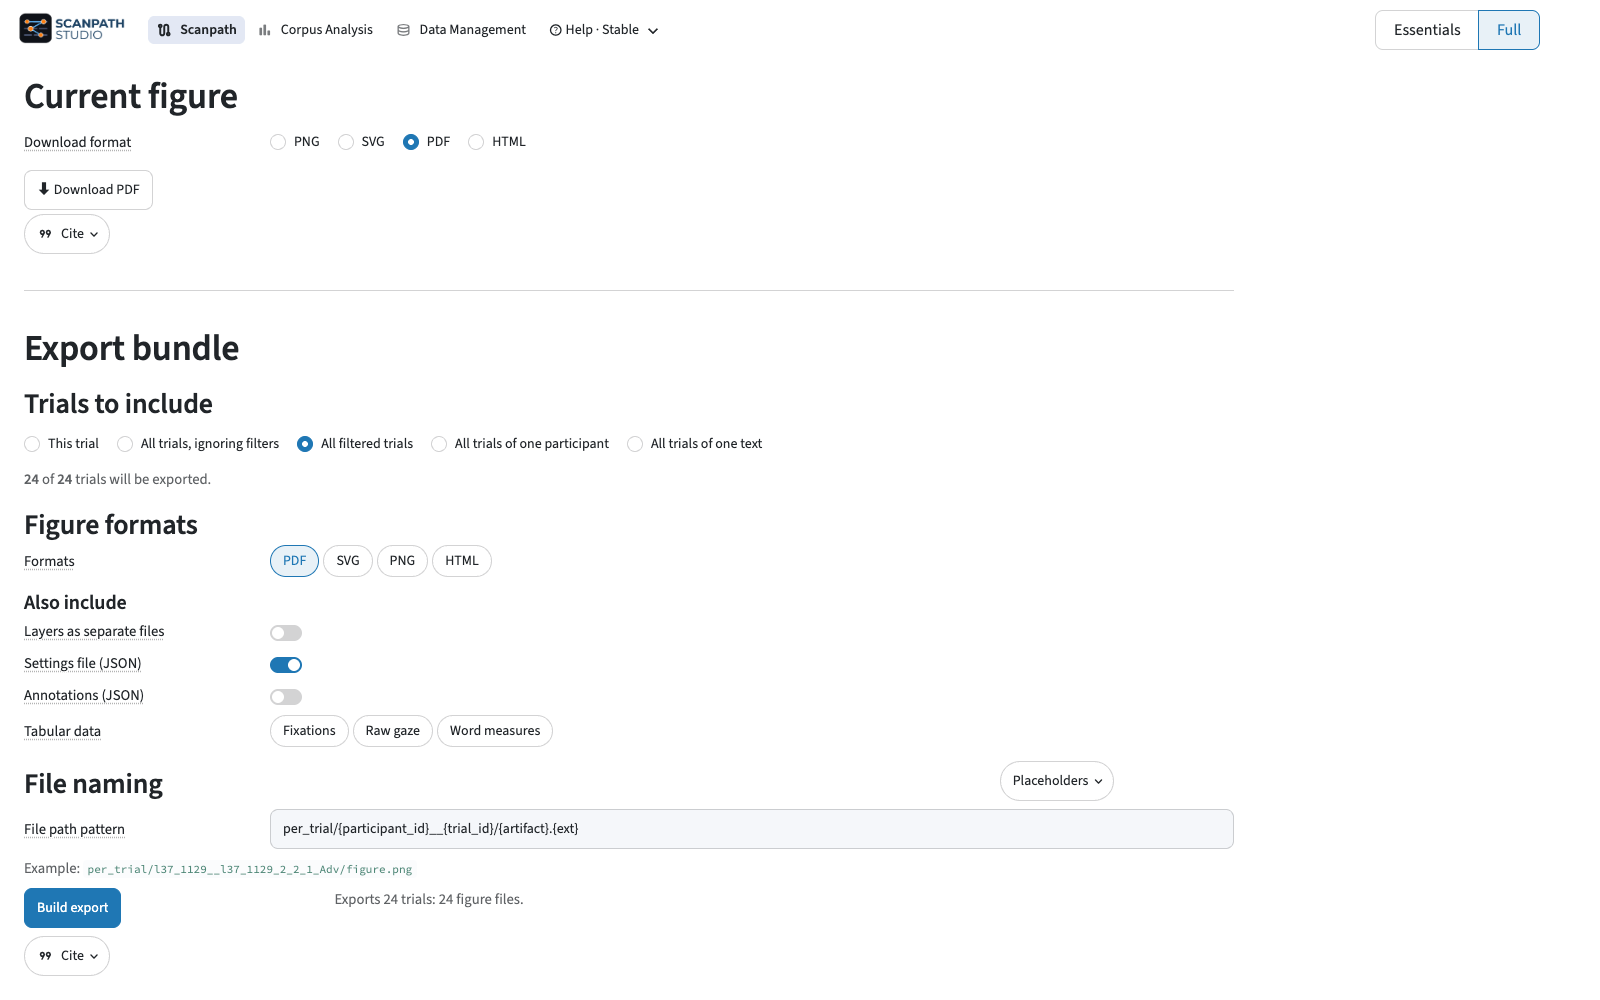 SCANPATH
STUDIO
Scanpath
Corpus Analysis
Data Management
Help · Stable
Essentials
Full
Current figure
Download format
PNG
SVG
PDF
HTML
Download PDF
Cite
Export bundle
Trials to include
This trial
All trials, ignoring filters
All filtered trials
All trials of one participant
All trials of one text
24 of 24 trials will be exported.
Figure formats
Formats
PDF
SVG
PNG
HTML
Also include
Layers as separate files
Settings file (JSON)
Annotations (JSON)
Tabular data
Fixations
Raw gaze
Word measures
File naming
Placeholders
File path pattern
per_trial/{participant_id}__{trial_id}/{artifact}.{ext}
Example: per_trial/l37_1129__l37_1129_2_2_1_Adv/figure.png
Build export
Exports 24 trials: 24 figure files.
Cite